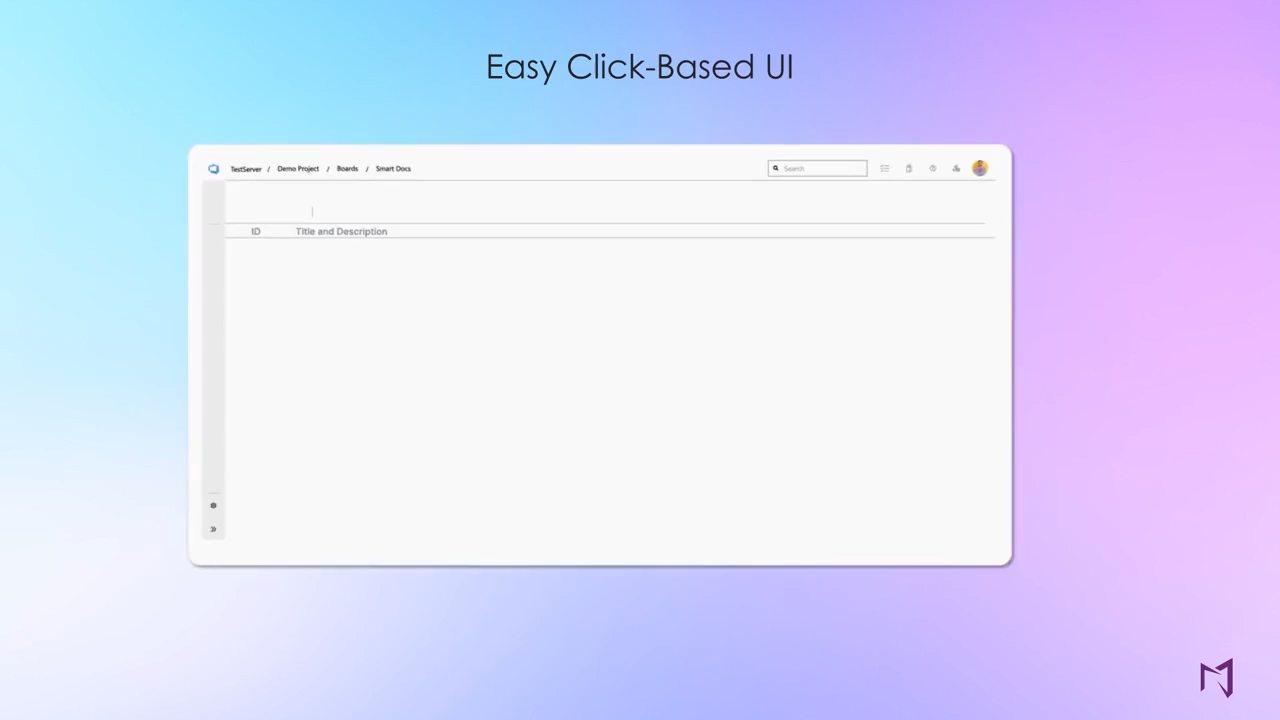 Easy Click-Based UI
TestServer / Demo Project / Boards / Smart Docs
Search
ID Title and Description